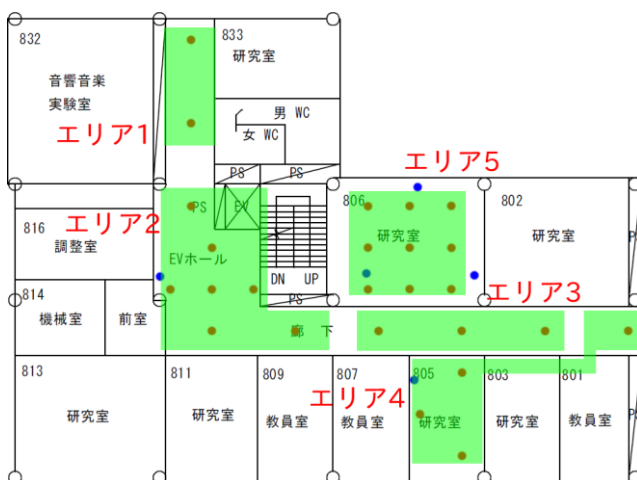 832
833
研究室
音響音楽
実験室
男 WC
女 WC
エリア1
エリア5
PS
PS
エリア2
PS
EV
806
802
816
調整室
研究室
研究室
PS
EVホール
DN UP
エリア3
814
PS
機械室
前室
廊 下
813
811
809
807
805
803
801
エリア4
研究室
研究室
教員室
教員室
研究室
研究室
教員室
PS